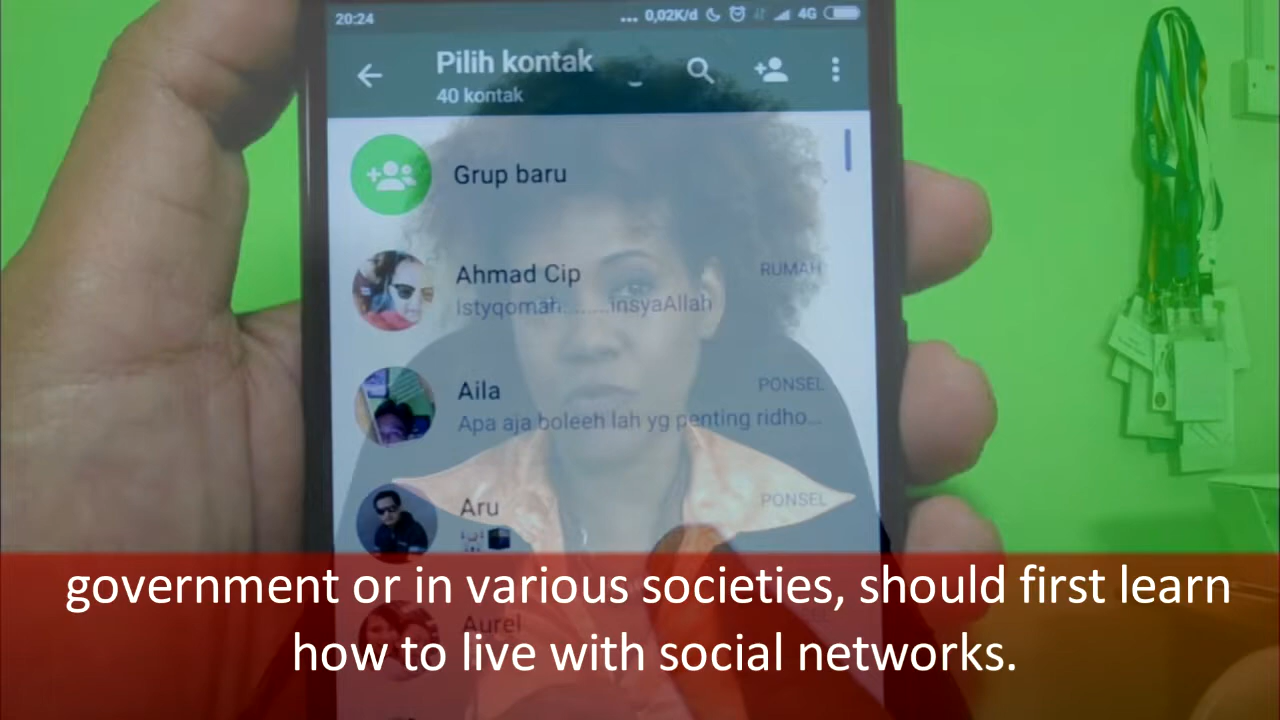 20:24
... 0,02K/d 4G
Pilih kontak
40 kontak
Grup baru
Ahmad Cip RUMAH
Istyqomah.........insyaAllah
Aila PONSEL
Apa aja boleeh lah yg penting ridho...
Aru PONSEL
government or in various societies, should first learn
Aurel
how to live with social networks.